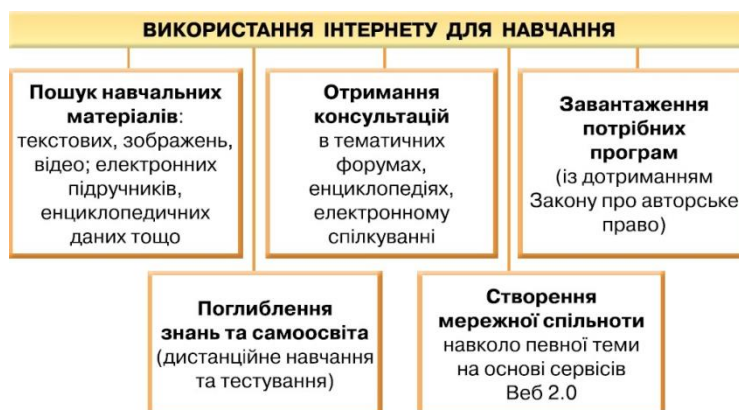 ВИКОРИСТАННЯ ІНТЕРНЕТУ ДЛЯ НАВЧАННЯ
Пошук навчальних
матеріалів:
текстових, зображень,
відео; електронних
підручників,
енциклопедичних
даних тощо
Отримання
консультацій
в тематичних
форумах,
енциклопедіях,
електронному
спілкуванні
Завантаження
потрібних
програм
(із дотриманням
Закону про авторське
право)
Поглиблення
знань та самоосвіта
(дистанційне навчання
та тестування)
Створення
мережної спільноти
навколо певної теми
на основі сервісів
Веб 2.0